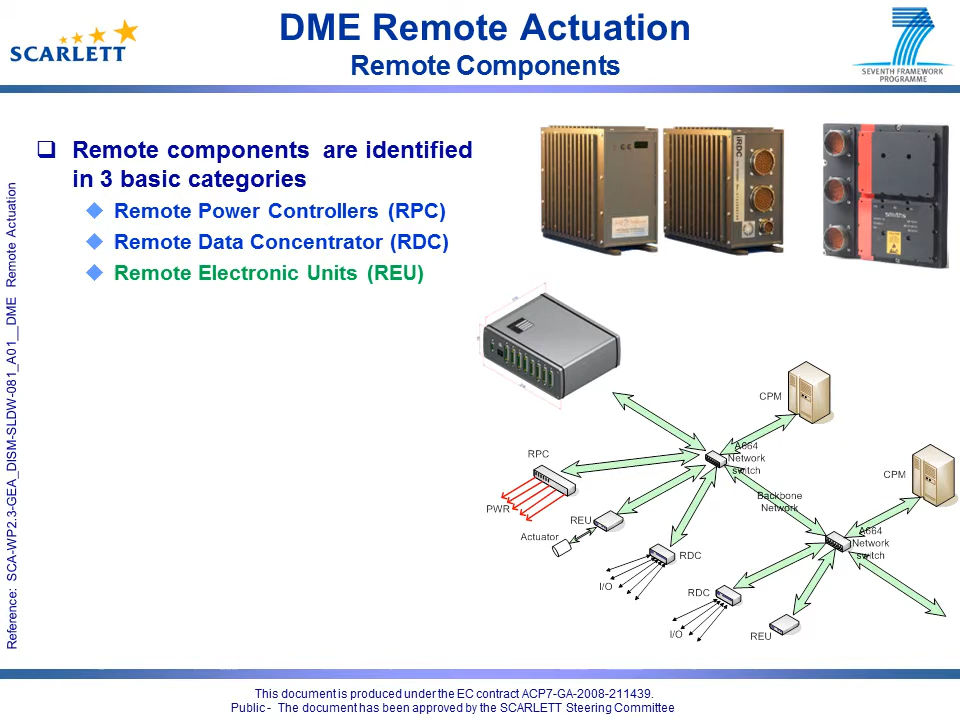 SCARLETT
DME Remote Actuation
Remote Components
SEVENTH FRAMEWORK
PROGRAMME
Reference: SCA-WP2.3-GEA_DISM-SLDW-081_A01__DME Remote Actuation
Remote components are identified
in 3 basic categories
Remote Power Controllers (RPC)
Remote Data Concentrator (RDC)
Remote Electronic Units (REU)
iRDC
smiths
CPM
A664
Network
switch
RPC
PWR
REU
Actuator
Backbone
Network
CPM
A664
Network
switch
RDC
I/O
RDC
I/O
REU
This document is produced under the EC contract ACP7-GA-2008-211439.
Public - The document has been approved by the SCARLETT Steering Committee